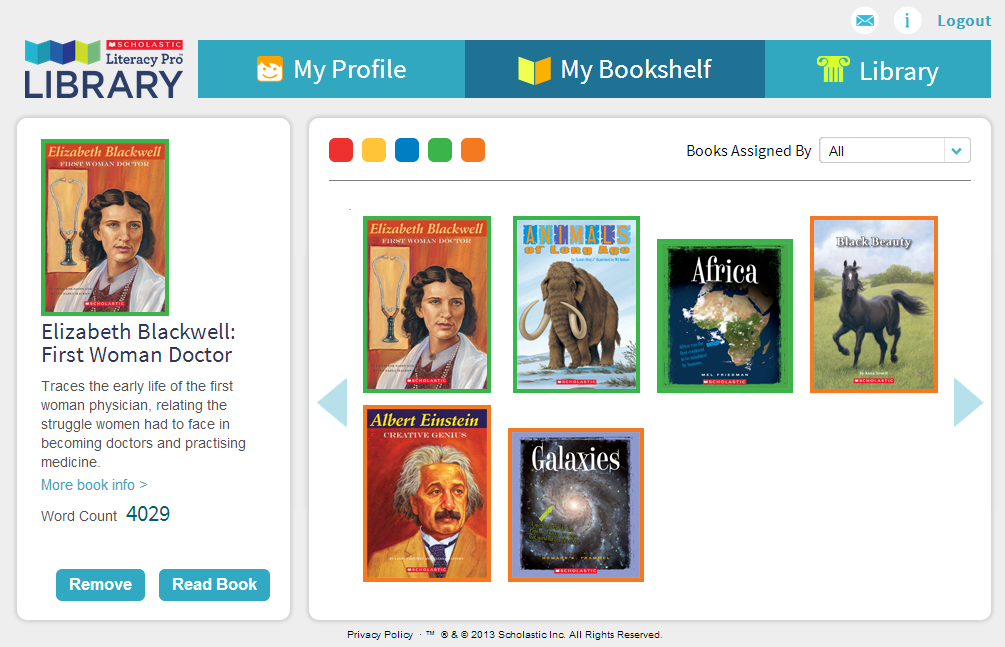 Logout
SCHOLASTIC
Literacy Pro™
LIBRARY
My Profile
My Bookshelf
Library
Elizabeth Blackwell
FIRST WOMAN DOCTOR
SCHOLASTIC
Elizabeth Blackwell:
First Woman Doctor
Traces the early life of the first
woman physician, relating the
struggle women had to face in
becoming doctors and practising
medicine.
More book info >
Word Count 4029
Remove
Read Book
Books Assigned By All
Elizabeth Blackwell
FIRST WOMAN DOCTOR
SCHOLASTIC
ANIMALS
of Long Ago
SCHOLASTIC
Africa
MEL FRIEDMAN
SCHOLASTIC
Black Beauty
SCHOLASTIC
Albert Einstein
CREATIVE GENIUS
SCHOLASTIC
Galaxies
SCHOLASTIC
Privacy Policy · ™ ® & © 2013 Scholastic Inc. All Rights Reserved.